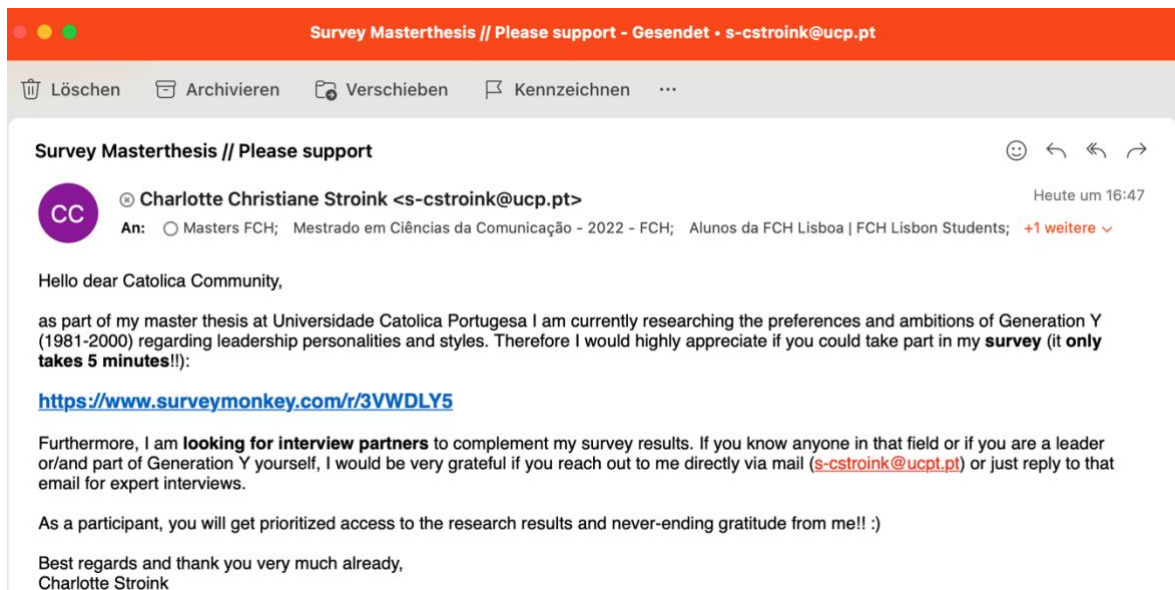 Survey Masterthesis // Please support - Gesendet • s-cstroink@ucp.pt
Löschen Archivieren Verschieben Kennzeichnen ...
Survey Masterthesis // Please support
CC
Charlotte Christiane Stroink <s-cstroink@ucp.pt>
Heute um 16:47
An: Masters FCH; Mestrado em Ciências da Comunicação - 2022 - FCH; Alunos da FCH Lisboa | FCH Lisbon Students; +1 weitere
Hello dear Catolica Community,
as part of my master thesis at Universidade Catolica Portugesa I am currently researching the preferences and ambitions of Generation Y
(1981-2000) regarding leadership personalities and styles. Therefore I would highly appreciate if you could take part in my survey (it only
takes 5 minutes!!):
https://www.surveymonkey.com/r/3VWDLY5
Furthermore, I am looking for interview partners to complement my survey results. If you know anyone in that field or if you are a leader
or/and part of Generation Y yourself, I would be very grateful if you reach out to me directly via mail (s-cstroink@ucpt.pt) or just reply to that
email for expert interviews.
As a participant, you will get prioritized access to the research results and never-ending gratitude from me!! :)
Best regards and thank you very much already,
Charlotte Stroink